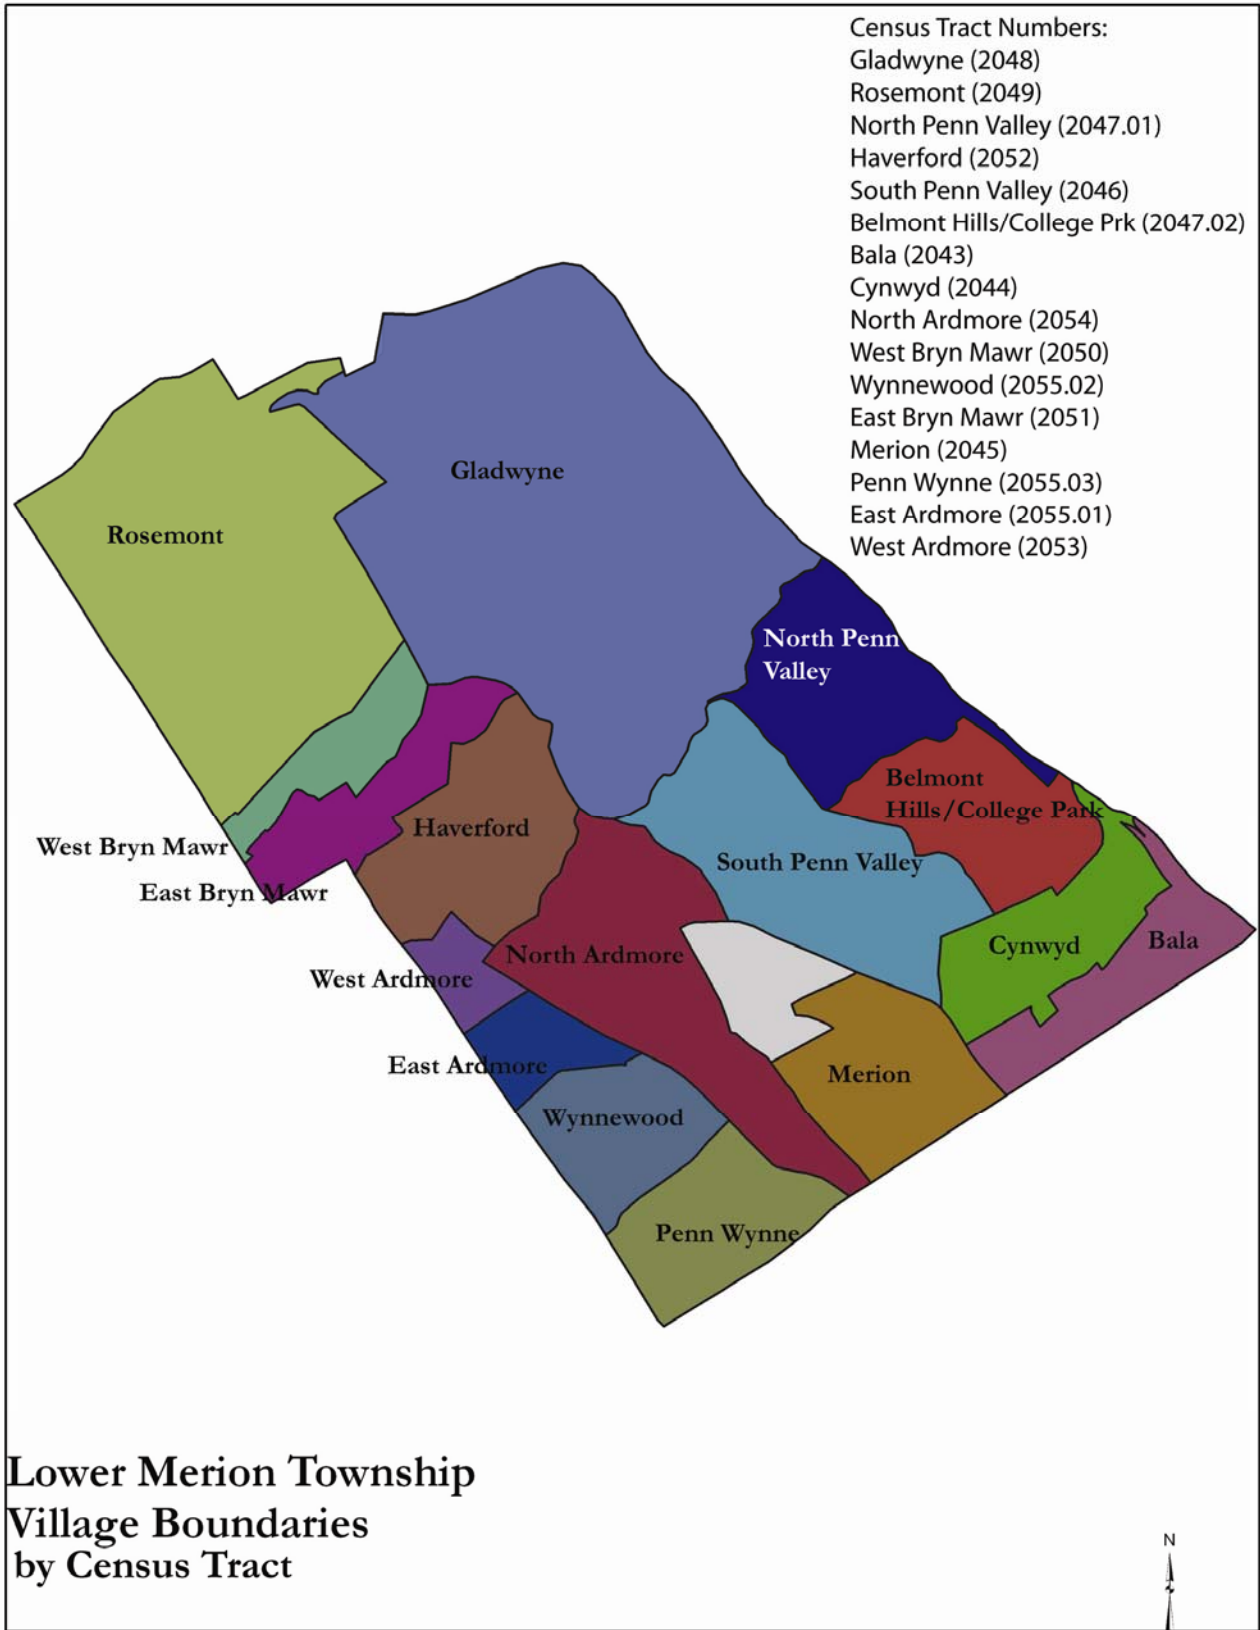 Census Tract Numbers:
Gladwyne (2048)
Rosemont (2049)
North Penn Valley (2047.01)
Haverford (2052)
South Penn Valley (2046)
Belmont Hills/College Prk (2047.02)
Bala (2043)
Cynwyd (2044)
North Ardmore (2054)
West Bryn Mawr (2050)
Wynnewood (2055.02)
East Bryn Mawr (2051)
Merion (2045)
Penn Wynne (2055.03)
East Ardmore (2055.01)
West Ardmore (2053)
Gladwyne
Rosemont
North Penn
Valley
Belmont
Hills/College Park
Haverford
West Bryn Mawr
South Penn Valley
East Bryn Mawr
North Ardmore
Cynwyd
Bala
West Ardmore
East Ardmore
Merion
Wynnewood
Penn Wynne
Lower Merion Township
Village Boundaries
by Census Tract
N